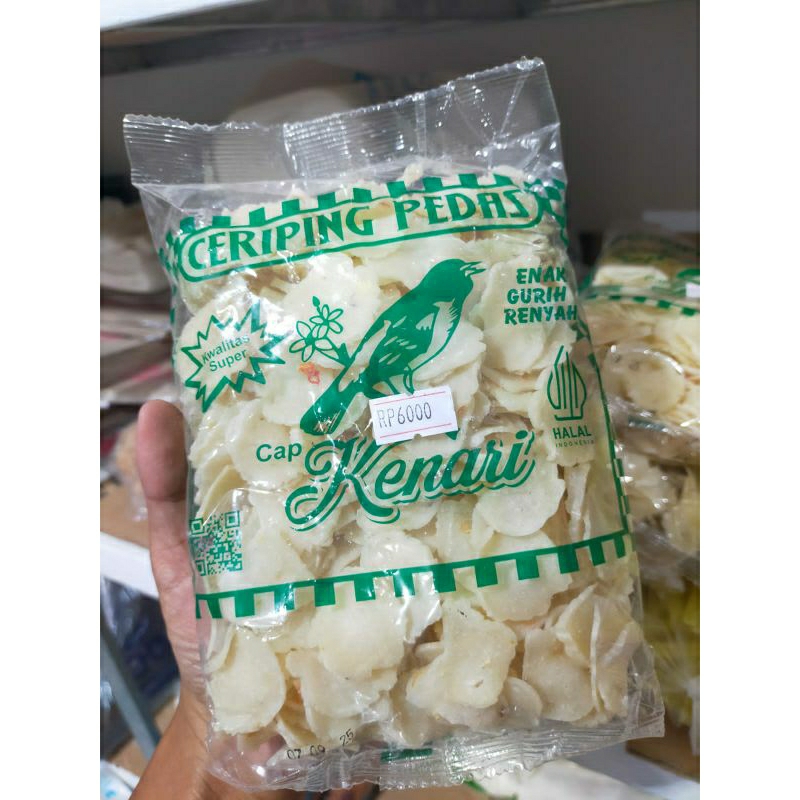 CERIPING PEDAS
ENAK
GURIH
RENYAH
Kwalitas
Super
RP6000
HALAL
INDONESIA
Cap
Kenari
07 09 25